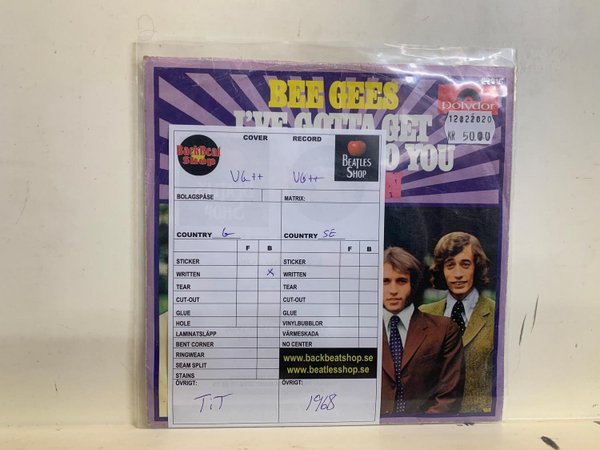 BEE GEES
I'VE GOTTA GET
TO YOU
Polydor
12022020
KR 50.00
BackBeat
Shop
COVER
RECORD
BEATLES
SHOP
VG++
VG++
BOLAGSPÅSE
MATRIX:
COUNTRY G
COUNTRY SE
F B
F B
STICKER
STICKER
WRITTEN X
WRITTEN
TEAR
TEAR
CUT-OUT
CUT-OUT
GLUE
GLUE
HOLE
VINYLBUBBLOR
LAMINATSLÄPP
VÄRMESKADA
BENT CORNER
NO CENTER
RINGWEAR
SEAM SPLIT
STAINS
www.backbeatshop.se
www.beatlesshop.se
ÖVRIGT:
ÖVRIGT:
TiT
1968